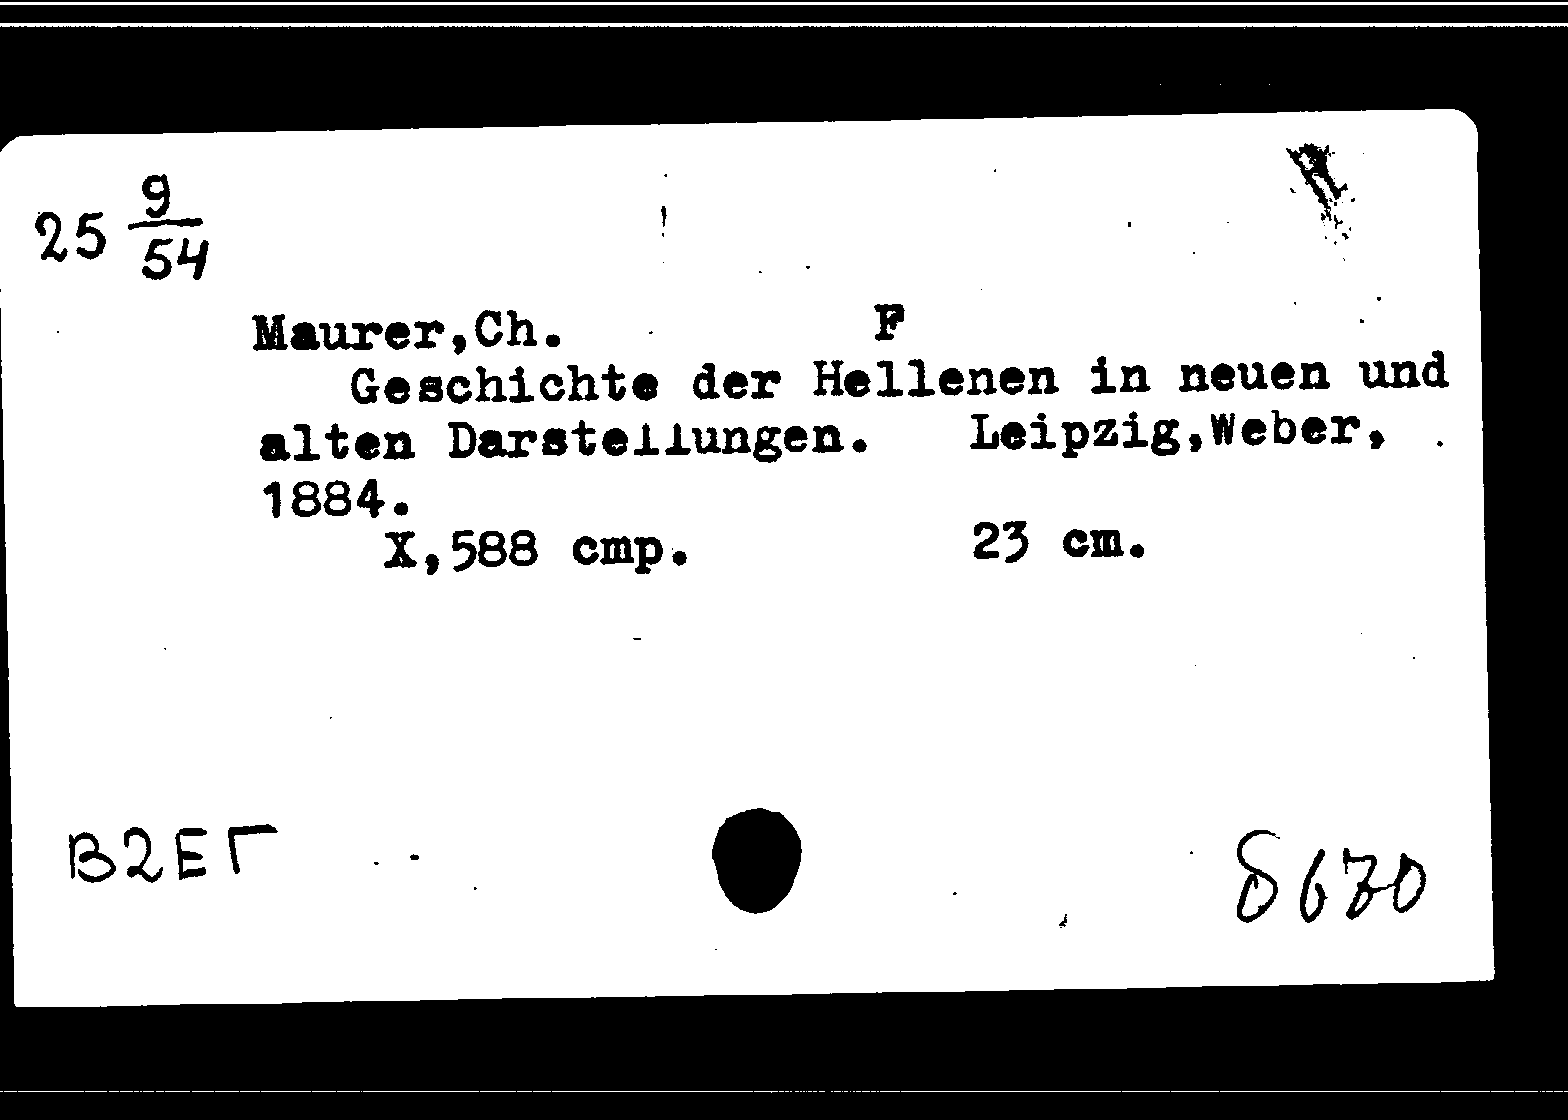 25 9/54
Maurer,Ch. F
Geschichte der Hellenen in neuen und
alten Darstellungen. Leipzig,Weber,
1884.
X,588 cmp. 23 cm.
В2ЕГ
8670